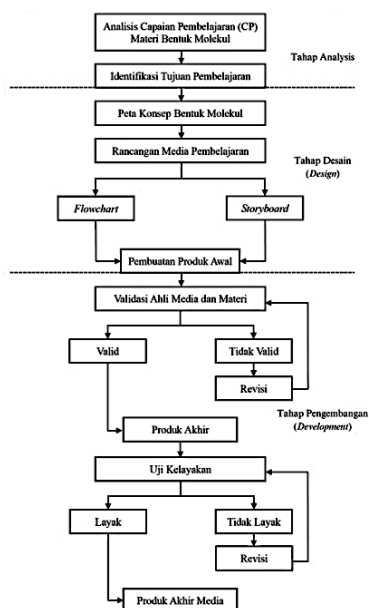 Analisis Capaian Pembelajaran (CP)
Materi Bentuk Molekul
Tahap Analysis
Identifikasi Tujuan Pembelajaran
Peta Konsep Bentuk Molekul
Rancangan Media Pembelajaran
Tahap Desain
(Design)
Flowchart
Storyboard
Pembuatan Produk Awal
Validasi Ahli Media dan Materi
Valid
Tidak Valid
Revisi
Tahap Pengembangan
(Development)
Produk Akhir
Uji Kelayakan
Layak
Tidak Layak
Revisi
Produk Akhir Media